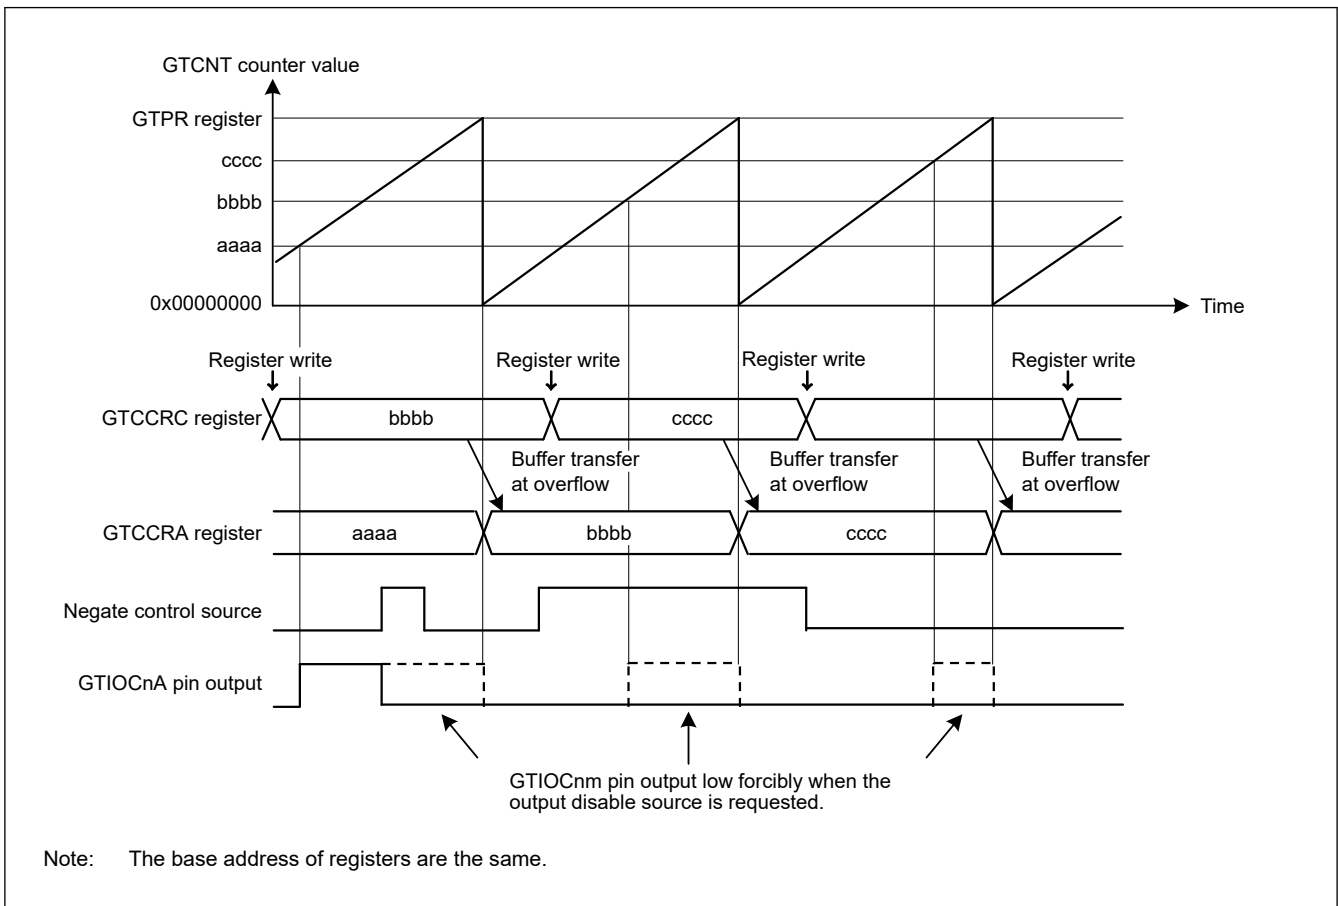 GTCNT counter value
GTPR register
cccc
bbbb
aaaa
0x00000000
Time
Register write
Register write
Register write
Register write
GTCCRC register
bbbb
cccc
Buffer transfer
at overflow
Buffer transfer
at overflow
Buffer transfer
at overflow
GTCCRA register
aaaa
bbbb
cccc
Negate control source
GTIOCnA pin output
GTIOCnm pin output low forcibly when the
output disable source is requested.
Note: The base address of registers are the same.